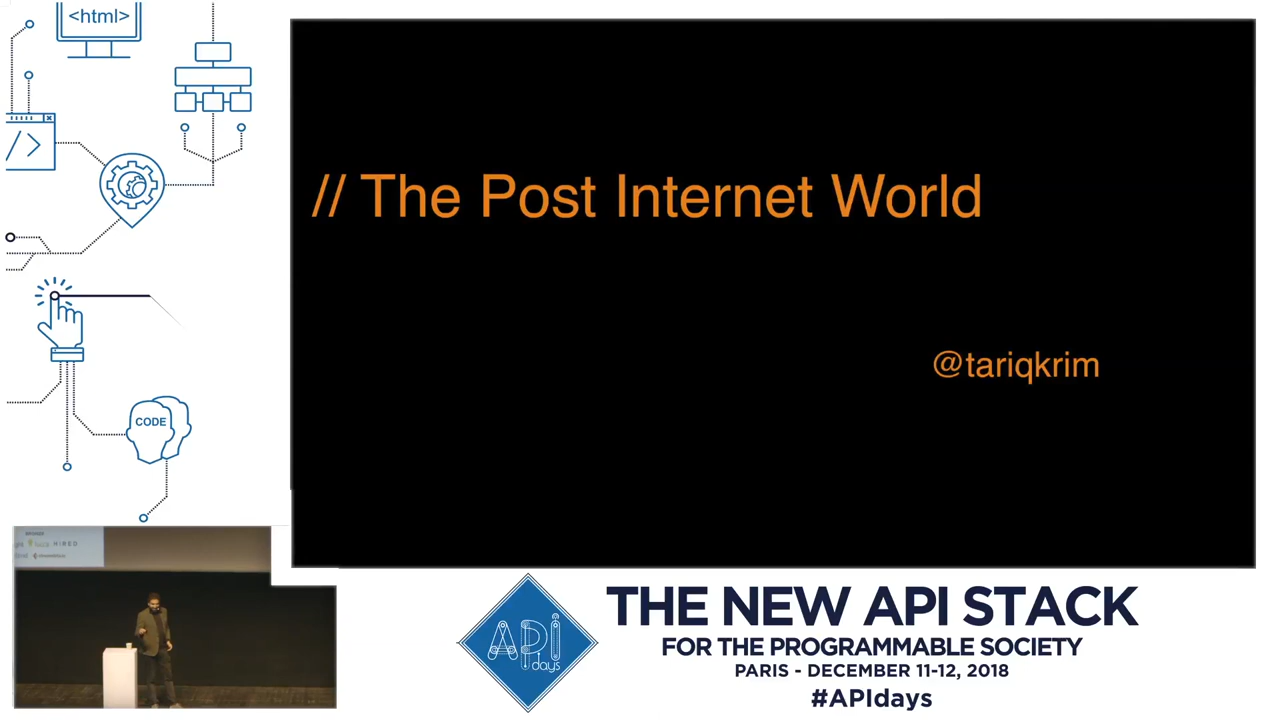 <html>
</>
CODE
// The Post Internet World
@tariqkrim
HIRED
API
days
THE NEW API STACK
FOR THE PROGRAMMABLE SOCIETY
PARIS - DECEMBER 11-12, 2018
#APIdays